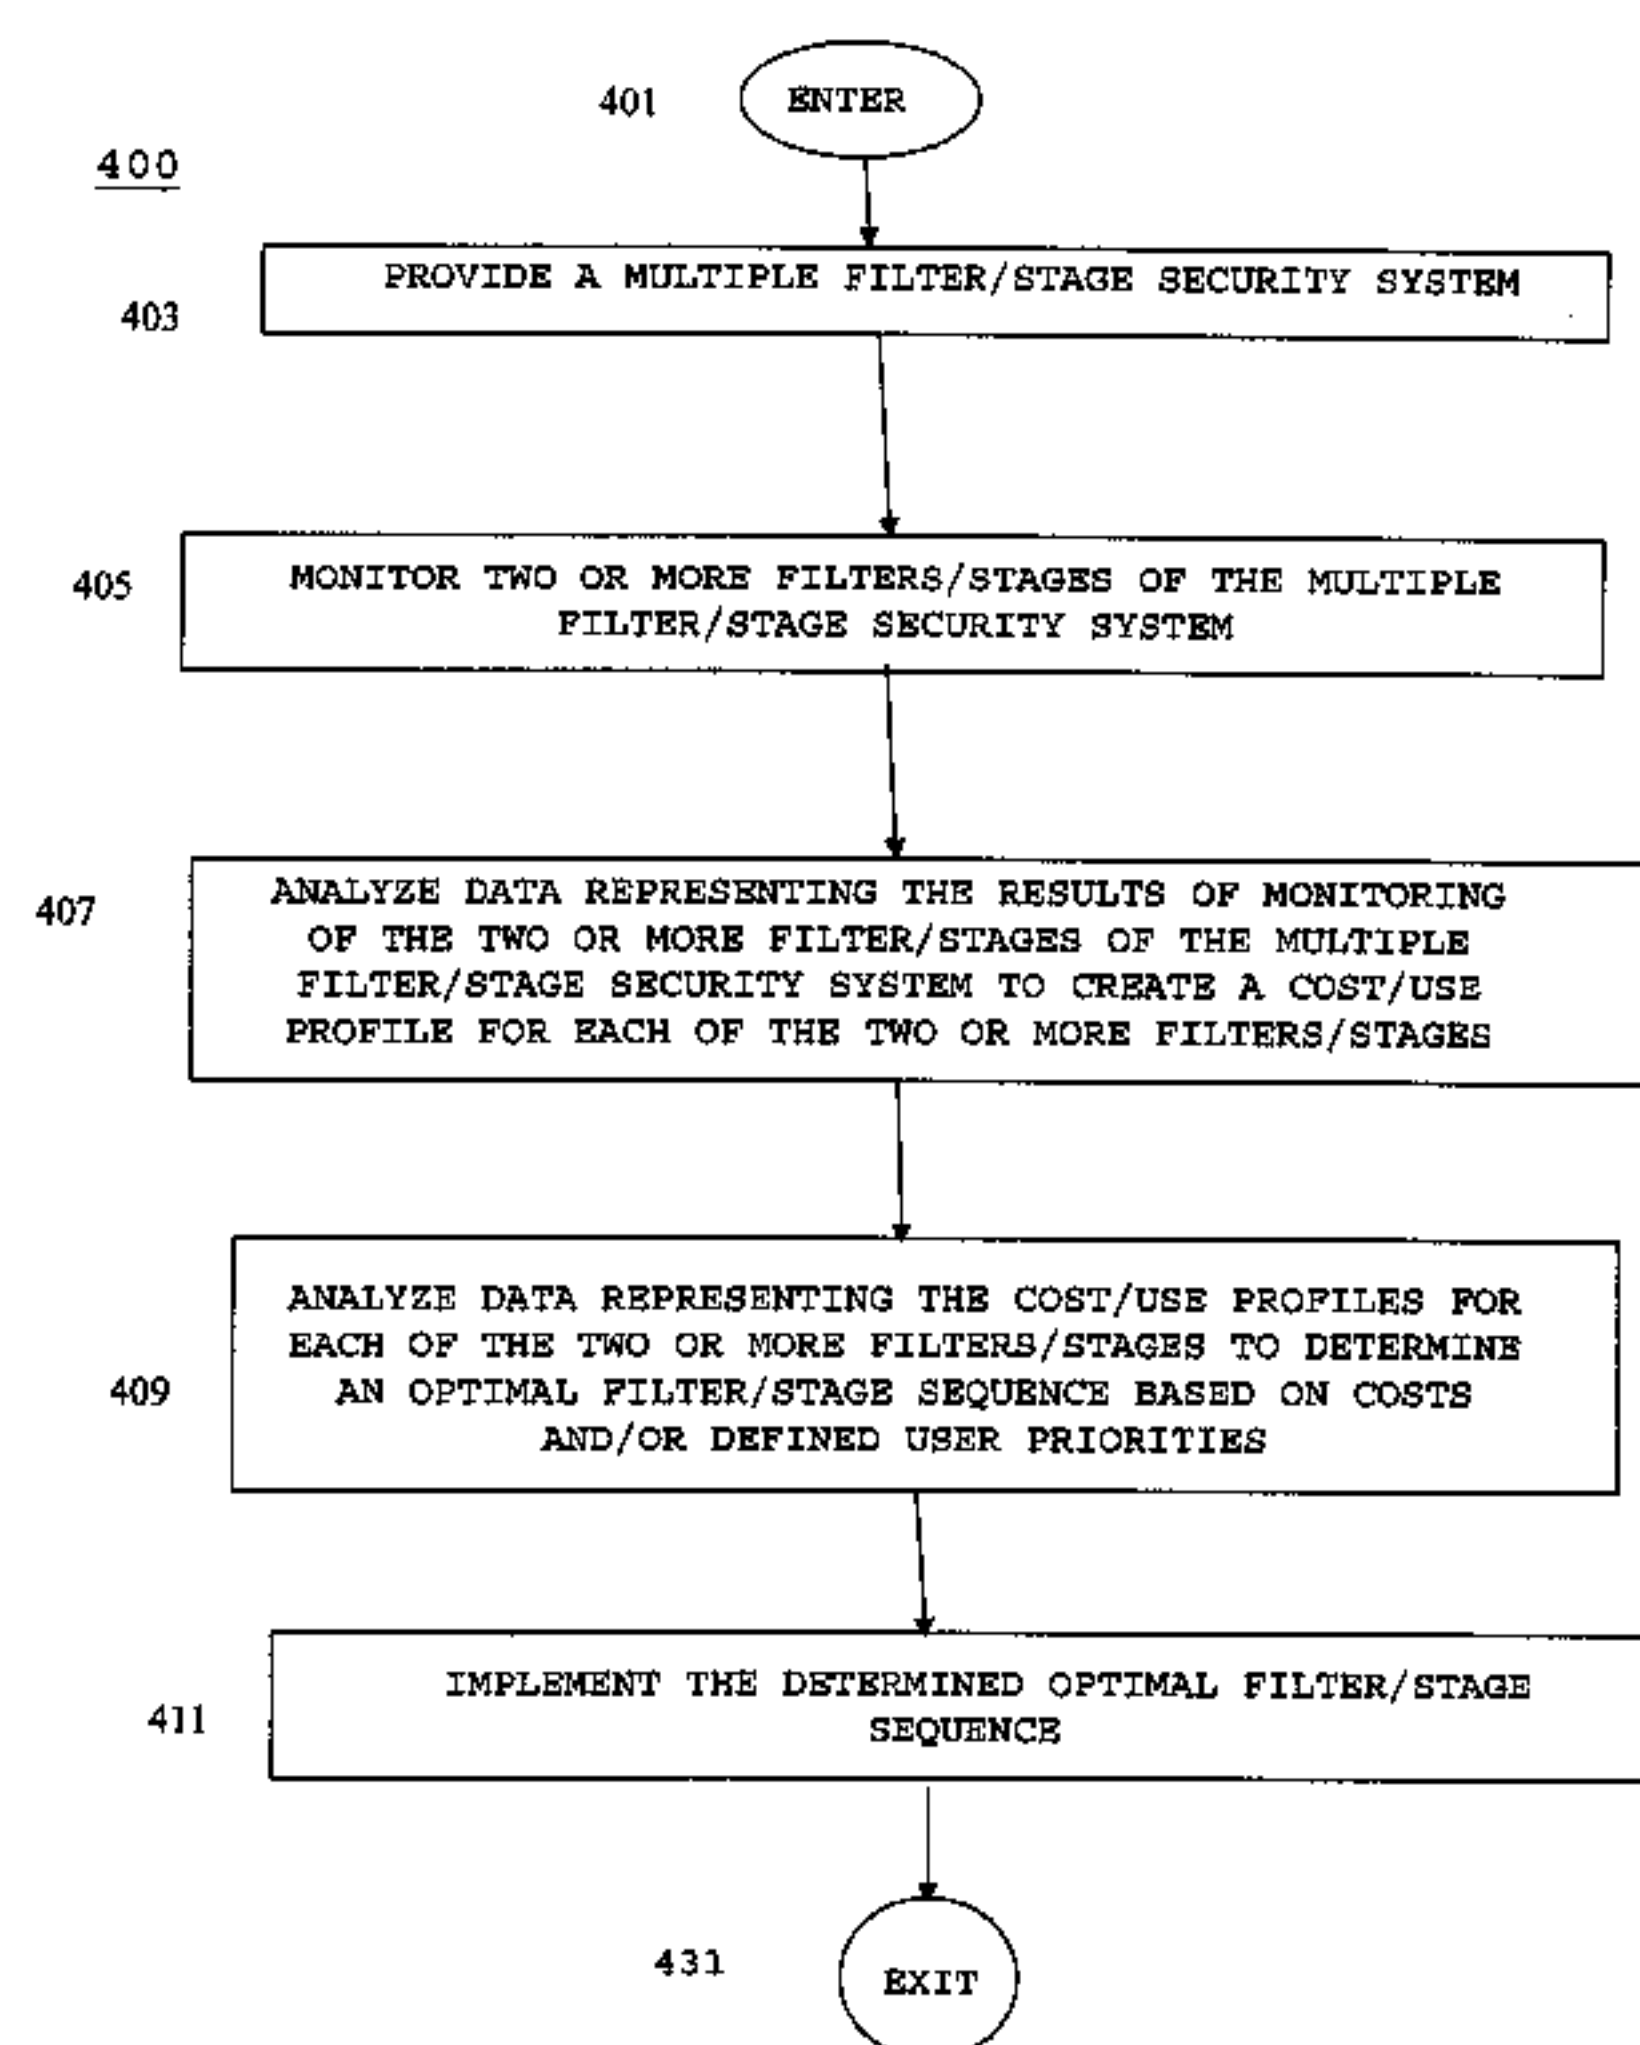 401
ENTER
400
PROVIDE A MULTIPLE FILTER/STAGE SECURITY SYSTEM
403
405
MONITOR TWO OR MORE FILTERS/STAGES OF THE MULTIPLE
FILTER/STAGE SECURITY SYSTEM
407
ANALYZE DATA REPRESENTING THE RESULTS OF MONITORING
OF THE TWO OR MORE FILTER/STAGES OF THE MULTIPLE
FILTER/STAGE SECURITY SYSTEM TO CREATE A COST/USE
PROFILE FOR EACH OF THE TWO OR MORE FILTERS/STAGES
ANALYZE DATA REPRESENTING THE COST/USE PROFILES FOR
EACH OF THE TWO OR MORE FILTERS/STAGES TO DETERMINE
409
AN OPTIMAL FILTER/STAGE SEQUENCE BASED ON COSTS
AND/OR DEFINED USER PRIORITIES
IMPLEMENT THE DETERMINED OPTIMAL FILTER/STAGE
411
SEQUENCE
431
EXIT